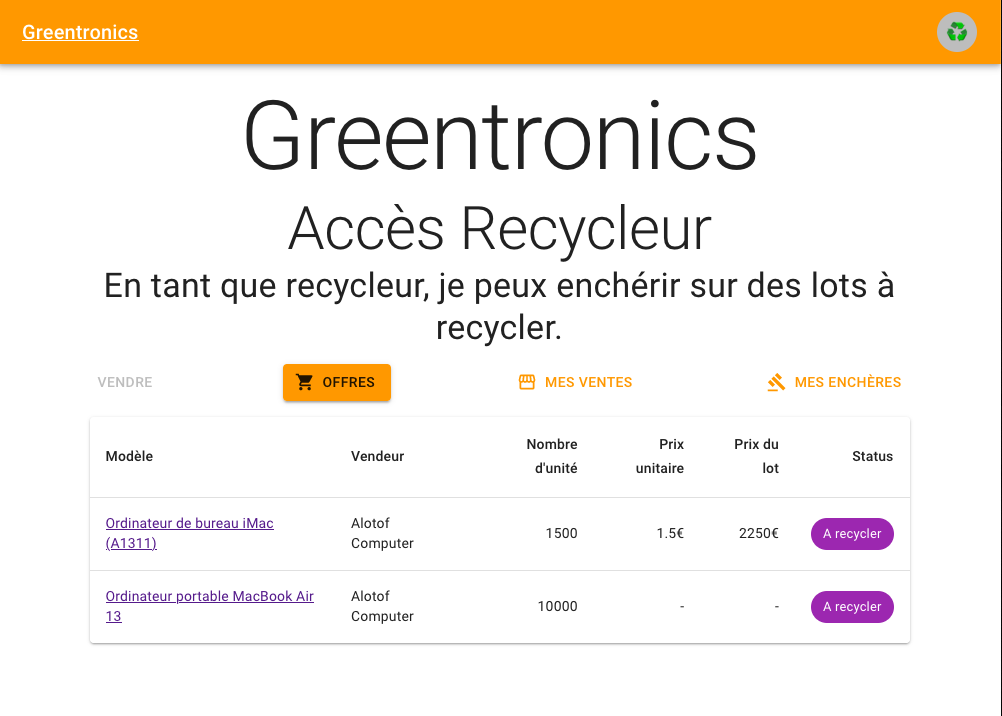 Greentronics
Greentronics
Accès Recycleur
En tant que recycleur, je peux enchérir sur des lots à
recycler.
VENDRE
OFFRES
MES VENTES
MES ENCHÈRES
Modèle
Vendeur
Nombre
d'unité
Prix
unitaire
Prix du
lot
Status
Ordinateur de bureau iMac
(A1311)
Alotof
Computer
1500
1.5€
2250€
A recycler
Ordinateur portable MacBook Air
13
Alotof
Computer
10000
-
-
A recycler